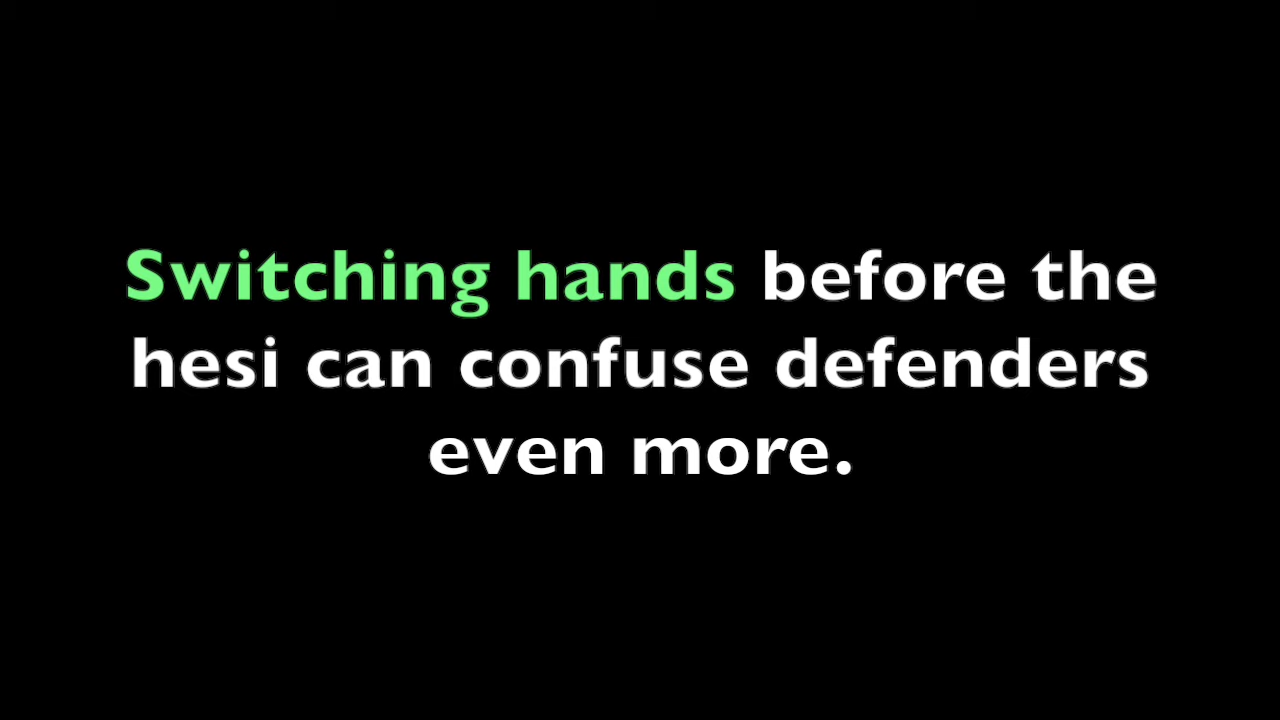 Switching hands before the
hesi can confuse defenders
even more.